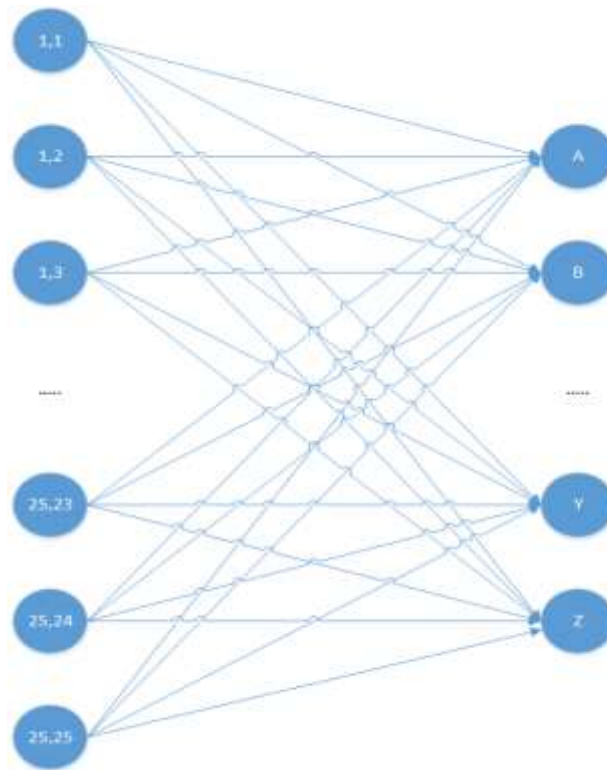 1,1
1,2
A
1,3
B
.....
.....
25,23
Y
25,24
Z
25,25